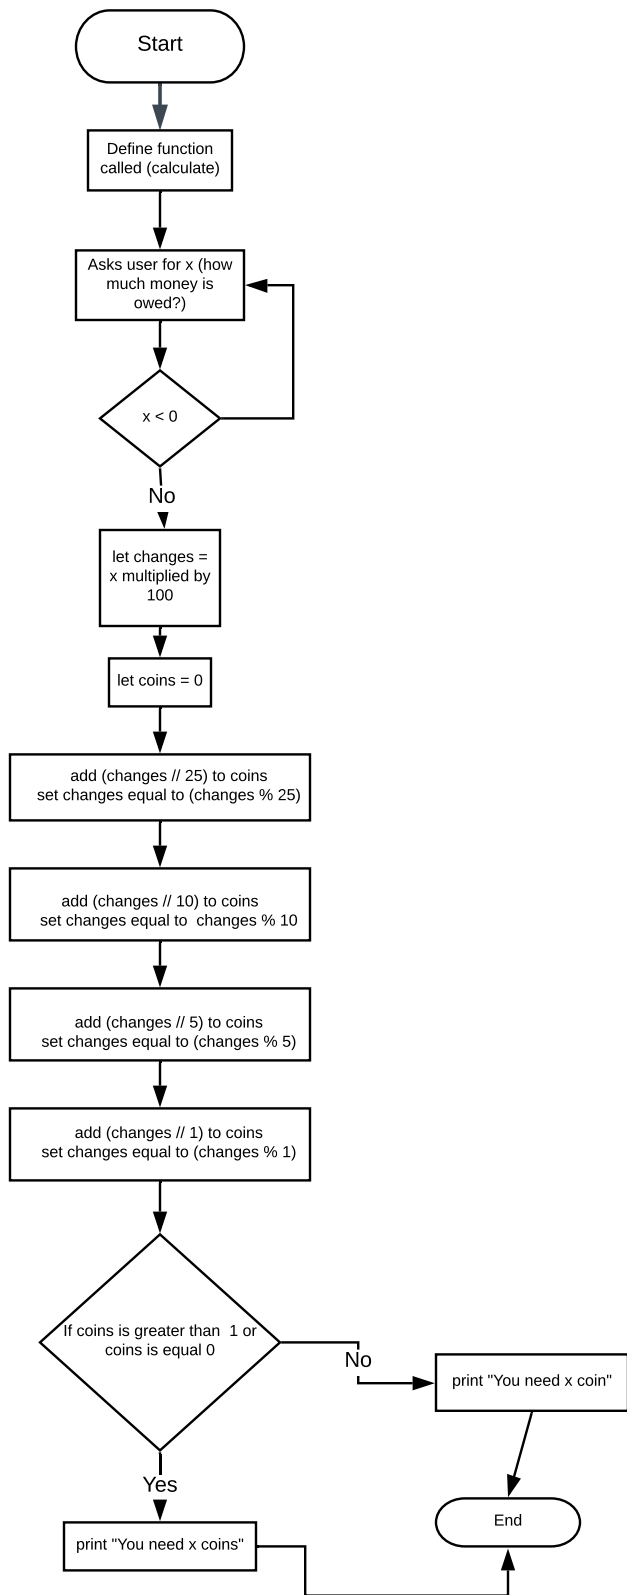 Start
Define function
called (calculate)
Asks user for x (how
much money is
owed?)
x < 0
No
let changes =
x multiplied by
100
let coins = 0
add (changes // 25) to coins
set changes equal to (changes % 25)
add (changes // 10) to coins
set changes equal to  changes % 10
add (changes // 5) to coins
set changes equal to (changes % 5)
add (changes // 1) to coins
set changes equal to (changes % 1)
If coins is greater than  1 or
coins is equal 0
No
print "You need x coin"
Yes
End
print "You need x coins"